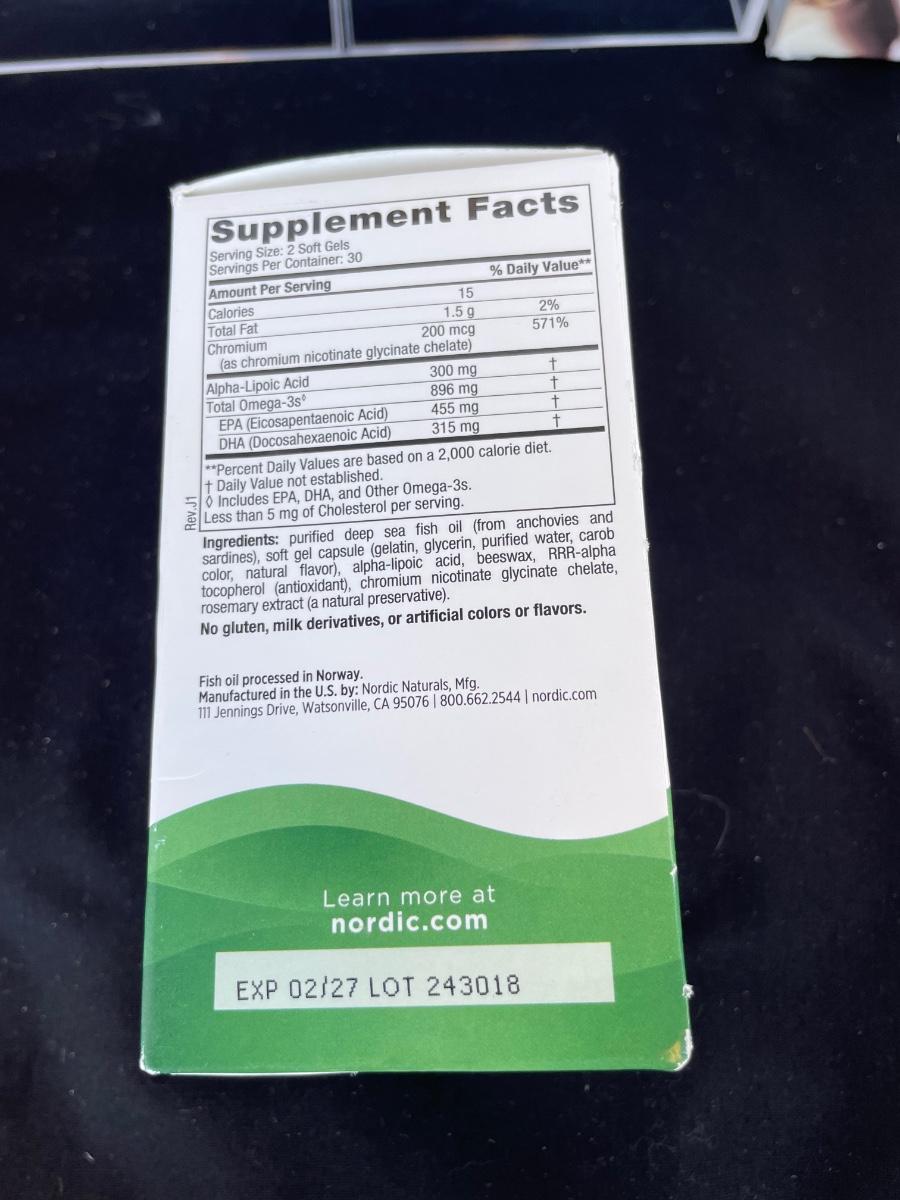 Supplement Facts
Serving Size: 2 Soft Gels
Servings Per Container: 30
Amount Per Serving % Daily Value**
Calories 15
Total Fat 1.5 g 2%
Chromium 200 mcg 571%
(as chromium nicotinate glycinate chelate)
Alpha-Lipoic Acid 300 mg †
Total Omega-3s◊ 896 mg †
EPA (Eicosapentaenoic Acid) 455 mg †
DHA (Docosahexaenoic Acid) 315 mg †
**Percent Daily Values are based on a 2,000 calorie diet.
† Daily Value not established.
◊ Includes EPA, DHA, and Other Omega-3s.
Less than 5 mg of Cholesterol per serving.
Rev.J1
Ingredients: purified deep sea fish oil (from anchovies and
sardines), soft gel capsule (gelatin, glycerin, purified water, carob
color, natural flavor), alpha-lipoic acid, beeswax, RRR-alpha
tocopherol (antioxidant), chromium nicotinate glycinate chelate,
rosemary extract (a natural preservative).
No gluten, milk derivatives, or artificial colors or flavors.
Fish oil processed in Norway.
Manufactured in the U.S. by: Nordic Naturals, Mfg.
111 Jennings Drive, Watsonville, CA 95076 | 800.662.2544 | nordic.com
Learn more at
nordic.com
EXP 02/27 LOT 243018